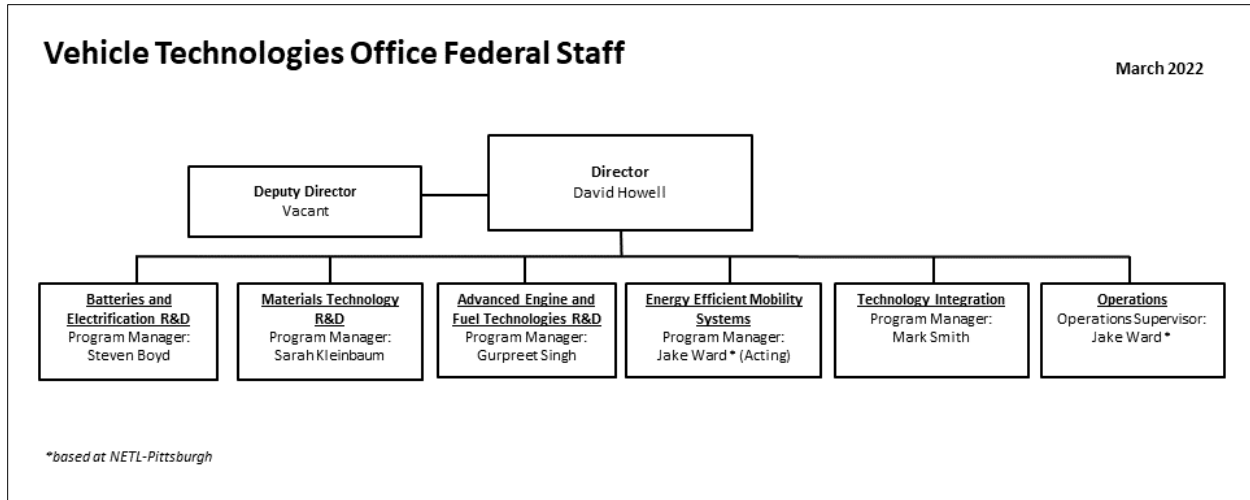 Vehicle Technologies Office Federal Staff
March 2022
Director
David Howell
Deputy Director
Vacant
Batteries and
Electrification R&D
Program Manager:
Steven Boyd
Materials Technology
R&D
Program Manager:
Sarah Kleinbaum
Advanced Engine and
Fuel Technologies R&D
Program Manager:
Gurpreet Singh
Energy Efficient Mobility
Systems
Program Manager:
Jake Ward * (Acting)
Technology Integration
Program Manager:
Mark Smith
Operations
Operations Supervisor:
Jake Ward *
*based at NETL-Pittsburgh